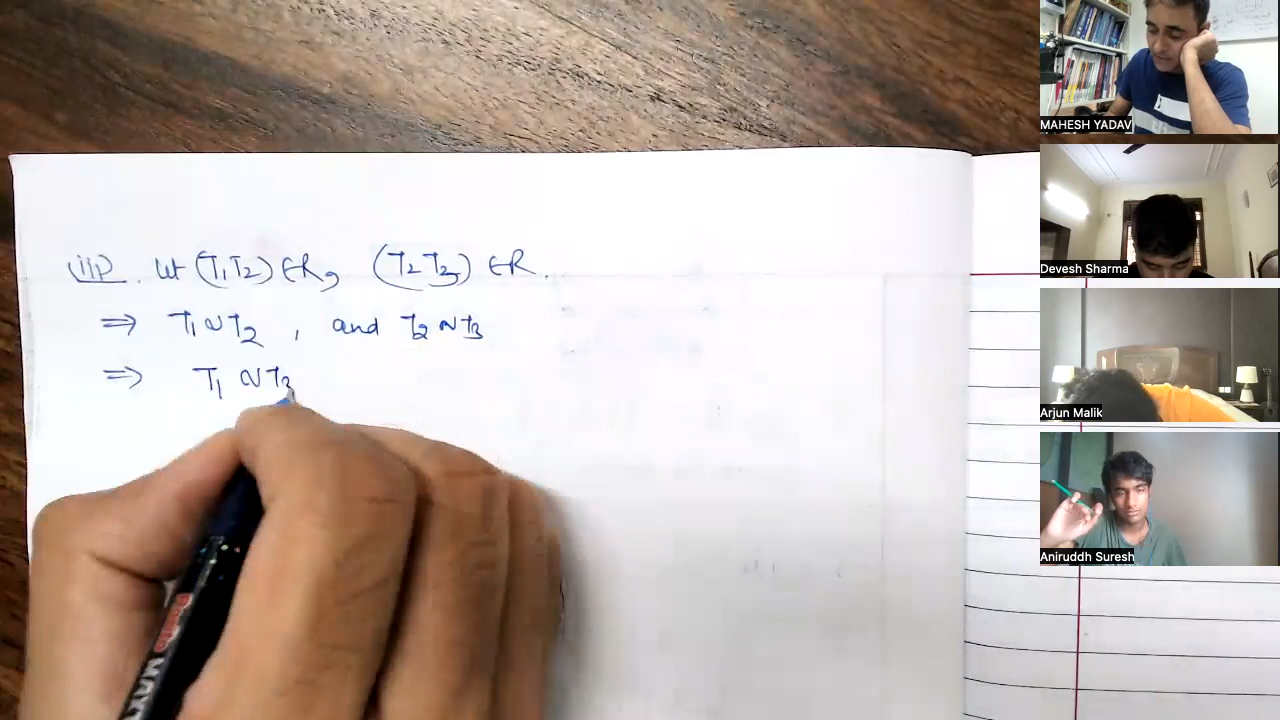 (iii). Let (T₁T₂) ∈ R, (T₂T₃) ∈ R.
⇒ T₁ ~ T₂ , and T₂ ~ T₃
⇒ T₁ ~ T₃
MAHESH YADAV
Devesh Sharma
Arjun Malik
Aniruddh Suresh